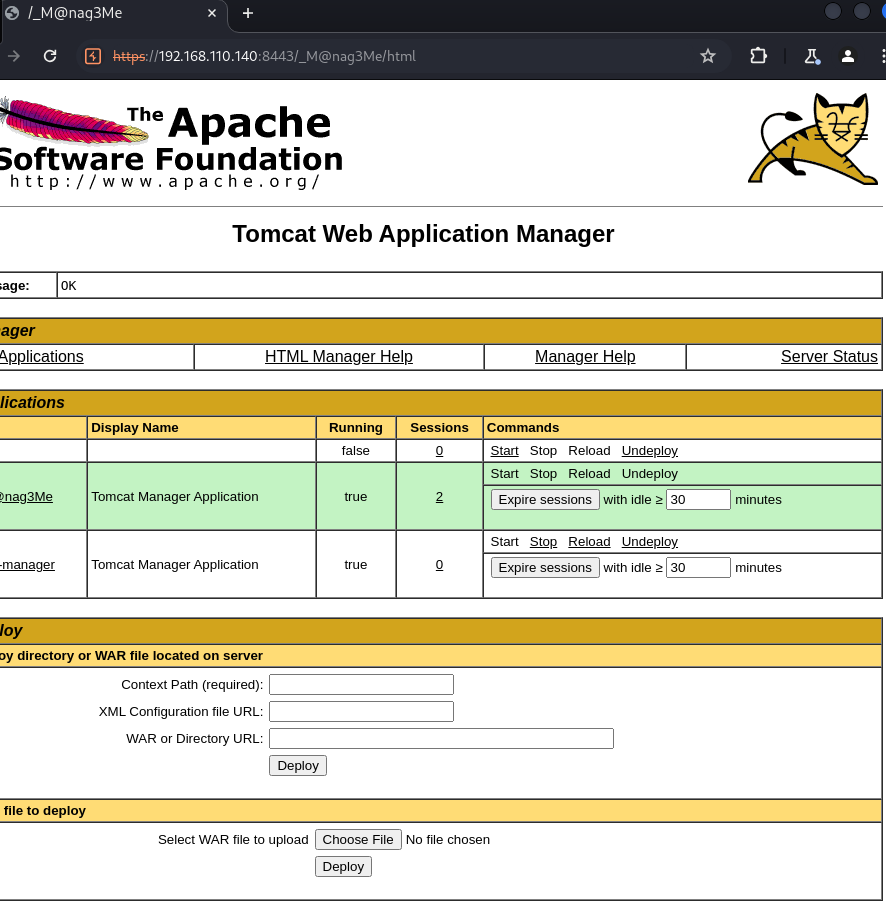 /_M@nag3Me
https://192.168.110.140:8443/_M@nag3Me/html
The Apache
Software Foundation
http://www.apache.org/
Tomcat Web Application Manager
sage: OK
nager
Applications HTML Manager Help Manager Help Server Status
lications
Display Name Running Sessions Commands
false 0 Start Stop Reload Undeploy
@nag3Me Tomcat Manager Application true 2 Start Stop Reload Undeploy
Expire sessions with idle ≥ 30 minutes
-manager Tomcat Manager Application true 0 Start Stop Reload Undeploy
Expire sessions with idle ≥ 30 minutes
loy
oy directory or WAR file located on server
Context Path (required):
XML Configuration file URL:
WAR or Directory URL:
Deploy
file to deploy
Select WAR file to upload Choose File No file chosen
Deploy